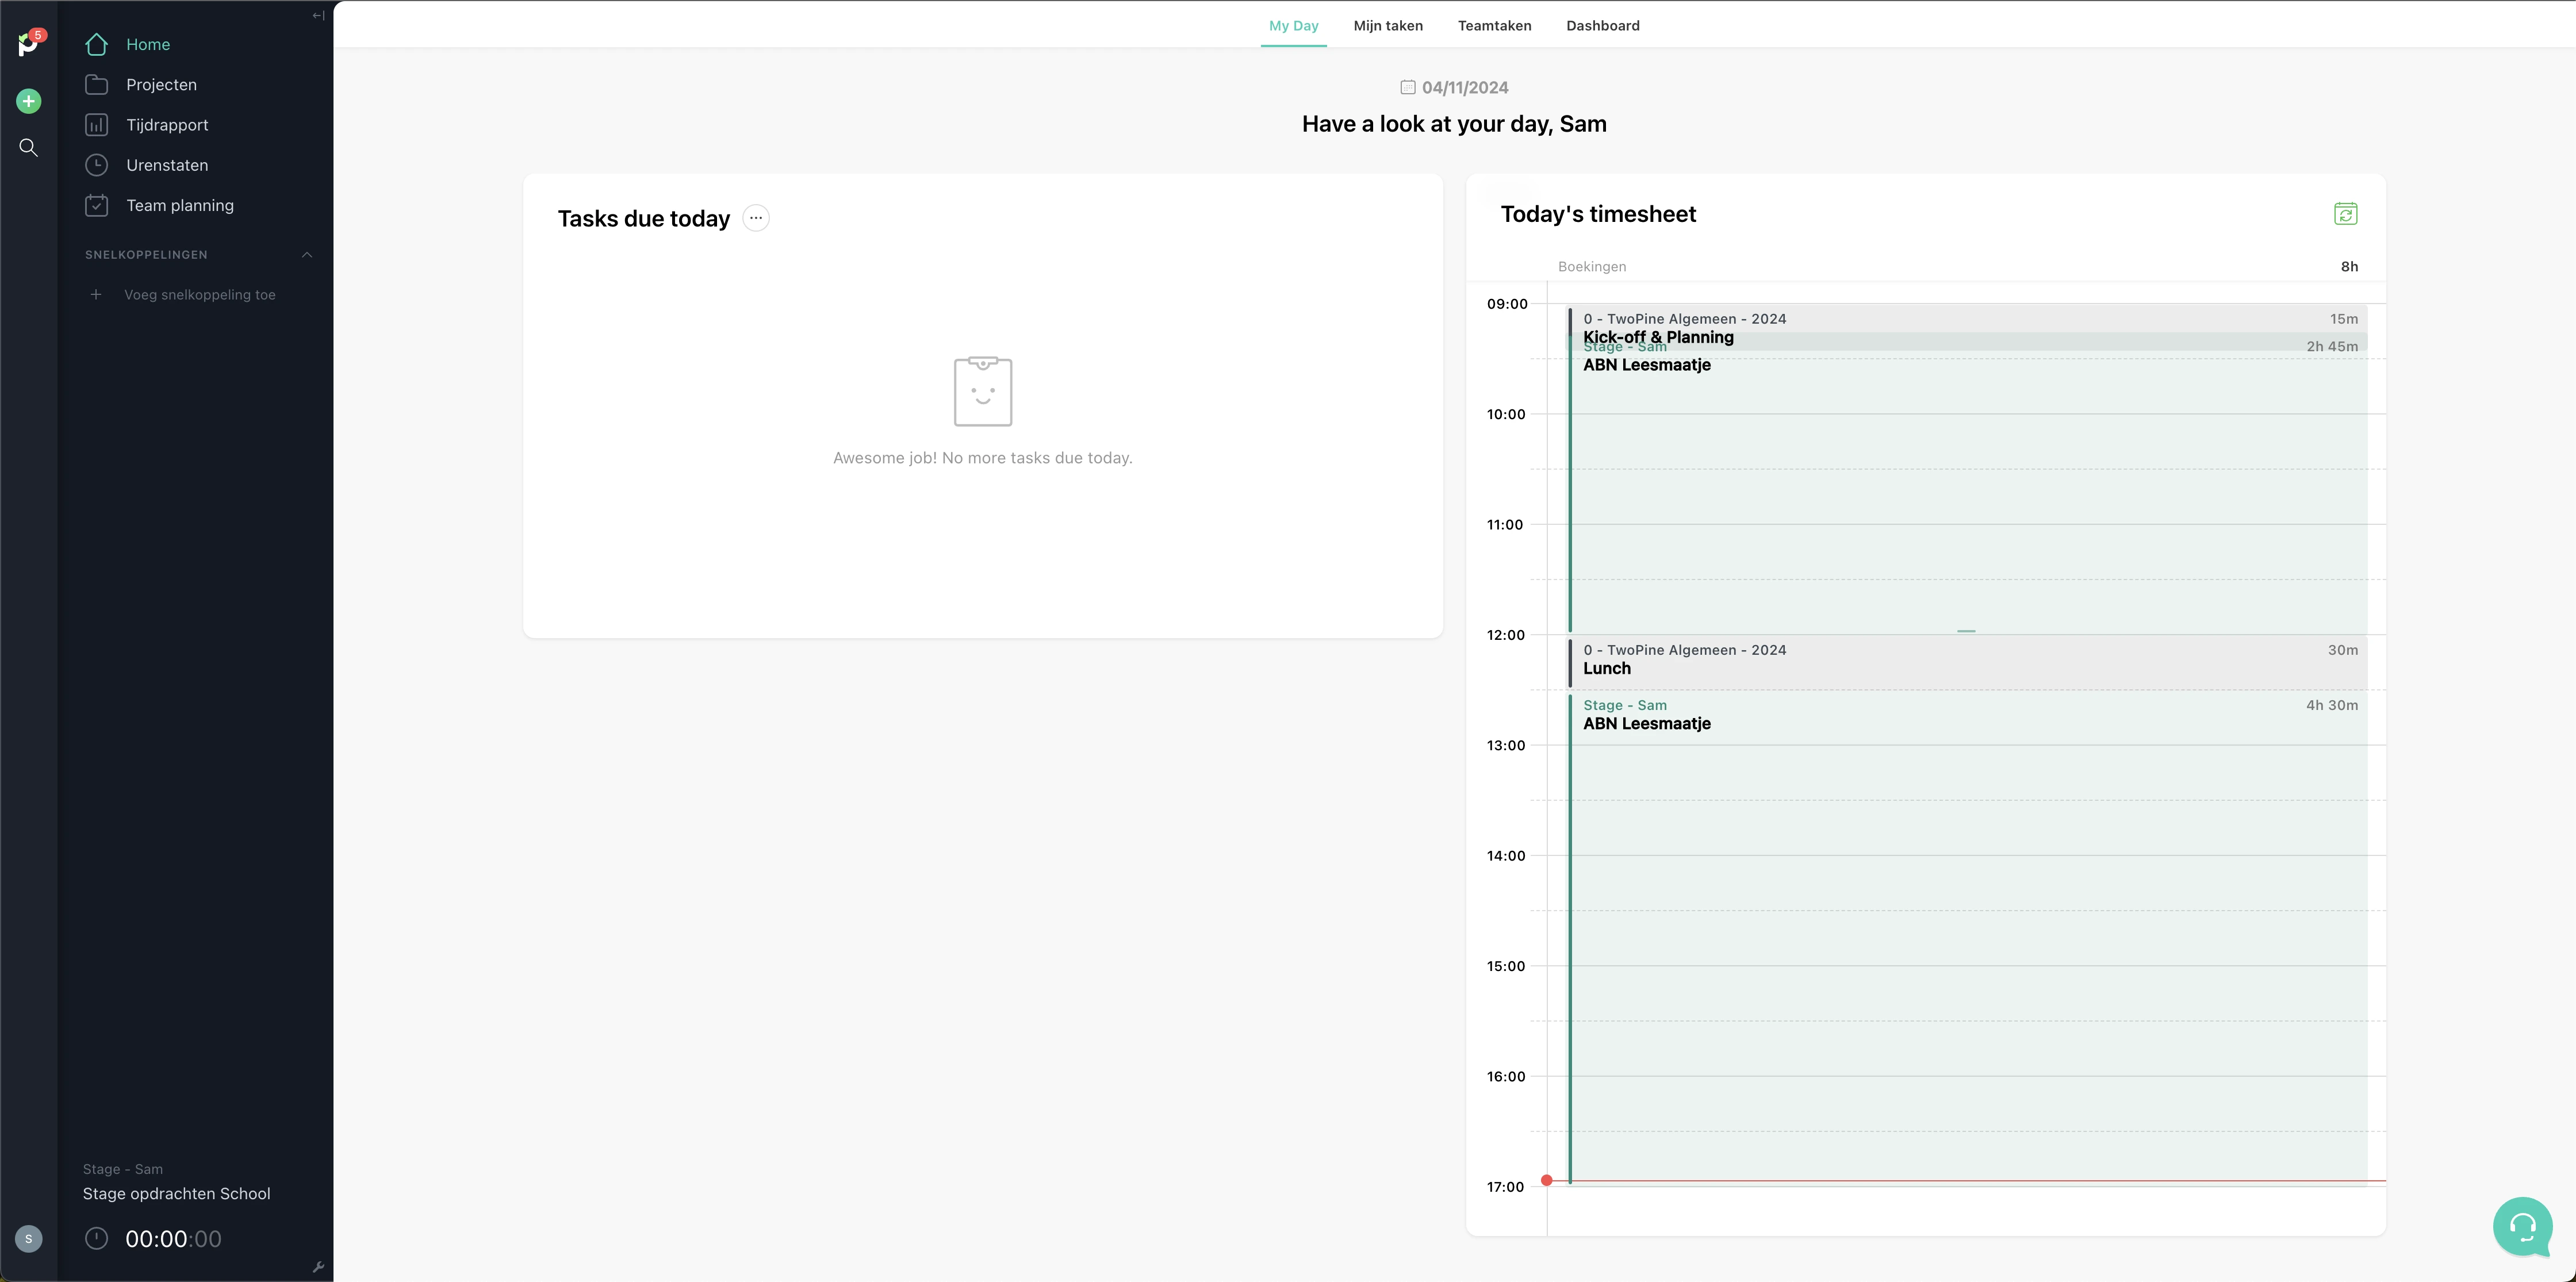 5
Home
Projecten
Tijdrapport
Urenstaten
Team planning
SNELKOPPELINGEN
Voeg snelkoppeling toe
Stage - Sam
Stage opdrachten School
S
00:00:00
My Day
Mijn taken
Teamtaken
Dashboard
04/11/2024
Have a look at your day, Sam
Tasks due today
Awesome job! No more tasks due today.
Today's timesheet
Boekingen
8h
09:00
0 - TwoPine Algemeen - 2024
15m
Kick-off & Planning
Stage - Sam
2h 45m
ABN Leesmaatje
10:00
11:00
12:00
0 - TwoPine Algemeen - 2024
30m
Lunch
Stage - Sam
4h 30m
ABN Leesmaatje
13:00
14:00
15:00
16:00
17:00